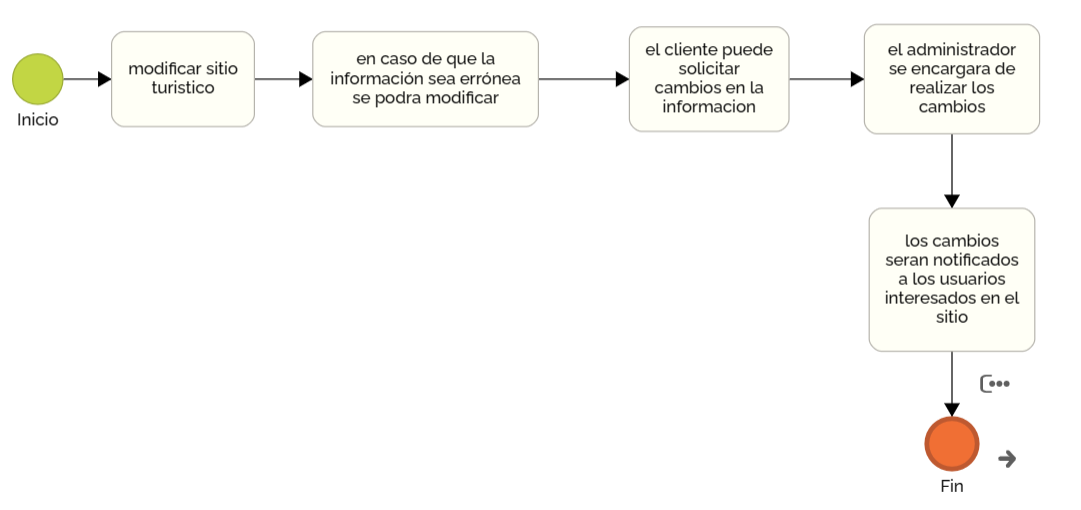 Inicio
modificar sitio
turistico
en caso de que la
información sea errónea
se podra modificar
el cliente puede
solicitar
cambios en la
informacion
el administrador
se encargara de
realizar los
cambios
los cambios
seran notificados
a los usuarios
interesados en el
sitio
Fin